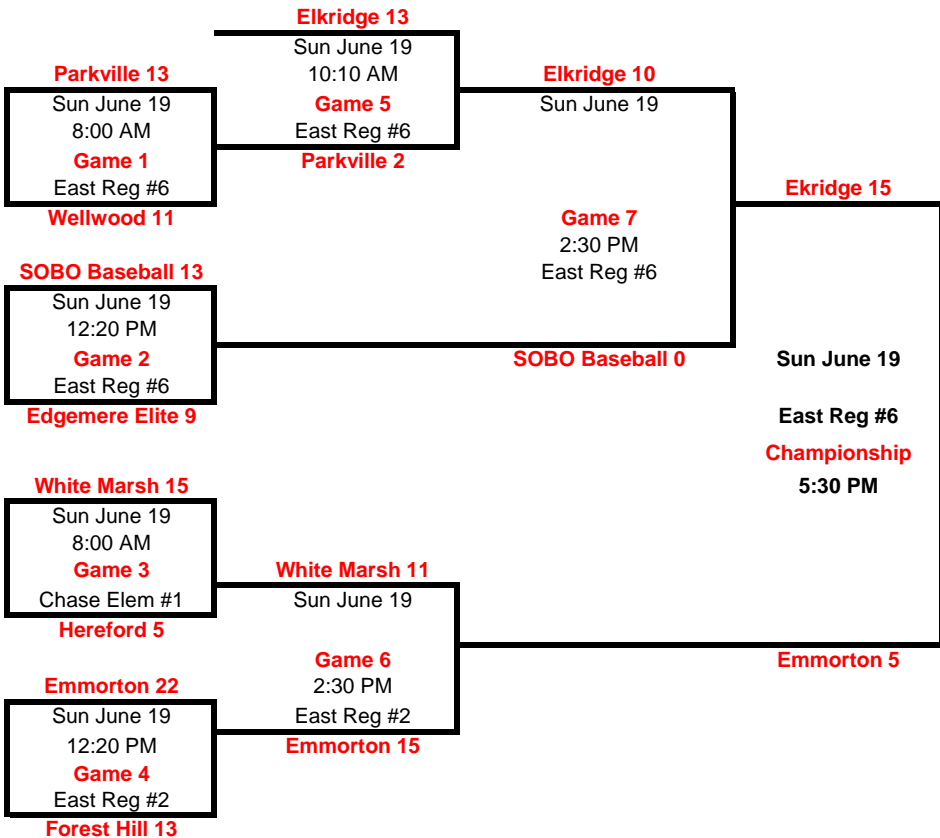 Elkridge 13
Sun June 19
10:10 AM
Game 5
East Reg #6
Parkville 2
Parkville 13
Sun June 19
8:00 AM
Game 1
East Reg #6
Wellwood 11
Elkridge 10
Sun June 19
Game 7
2:30 PM
East Reg #6
SOBO Baseball 0
SOBO Baseball 13
Sun June 19
12:20 PM
Game 2
East Reg #6
Edgemere Elite 9
Ekridge 15
Sun June 19
East Reg #6
Championship
5:30 PM
Emmorton 5
White Marsh 15
Sun June 19
8:00 AM
Game 3
Chase Elem #1
Hereford 5
White Marsh 11
Sun June 19
Game 6
2:30 PM
East Reg #2
Emmorton 15
Emmorton 22
Sun June 19
12:20 PM
Game 4
East Reg #2
Forest Hill 13